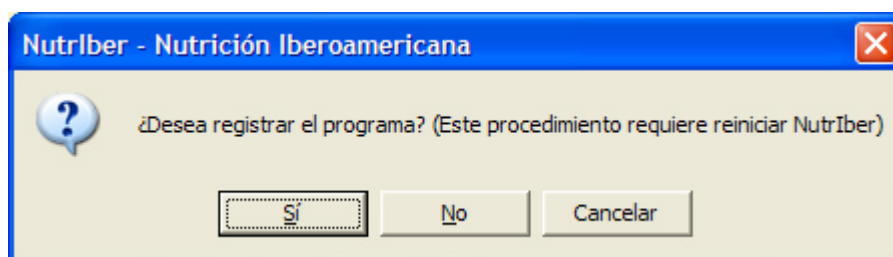 NutrIber - Nutrición Iberoamericana
¿Desea registrar el programa? (Este procedimiento requiere reiniciar NutrIber)
Sí No Cancelar